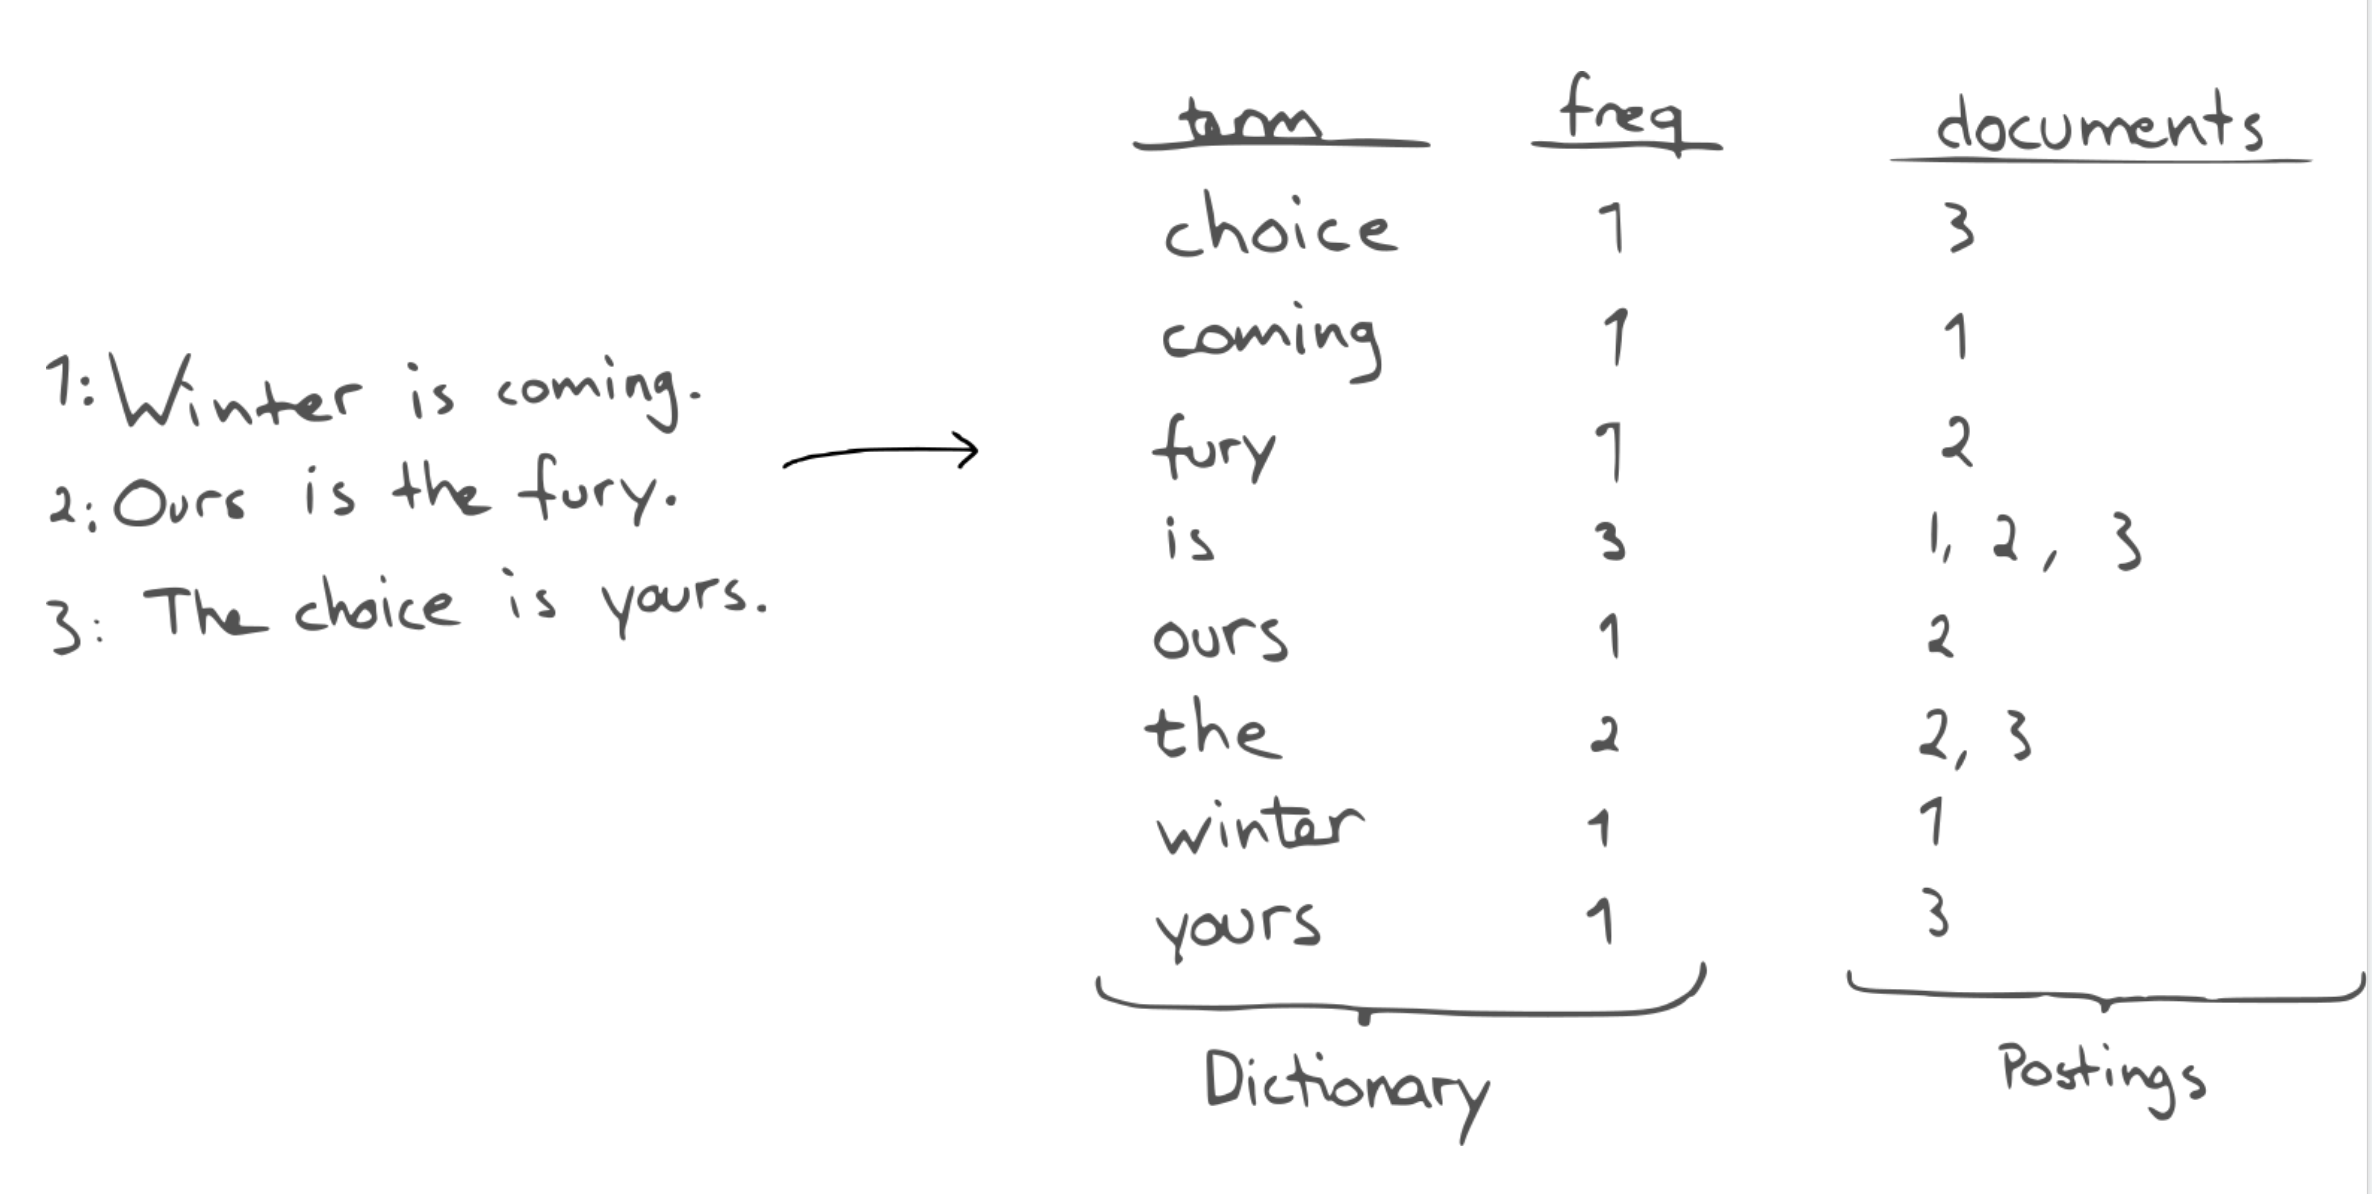 1: Winter is coming.
2: Ours is the fury.
3: The choice is yours.
term freq documents
choice 1 3
coming 1 1
fury 1 2
is 3 1, 2, 3
ours 1 2
the 2 2, 3
winter 1 1
yours 1 3
Dictionary Postings